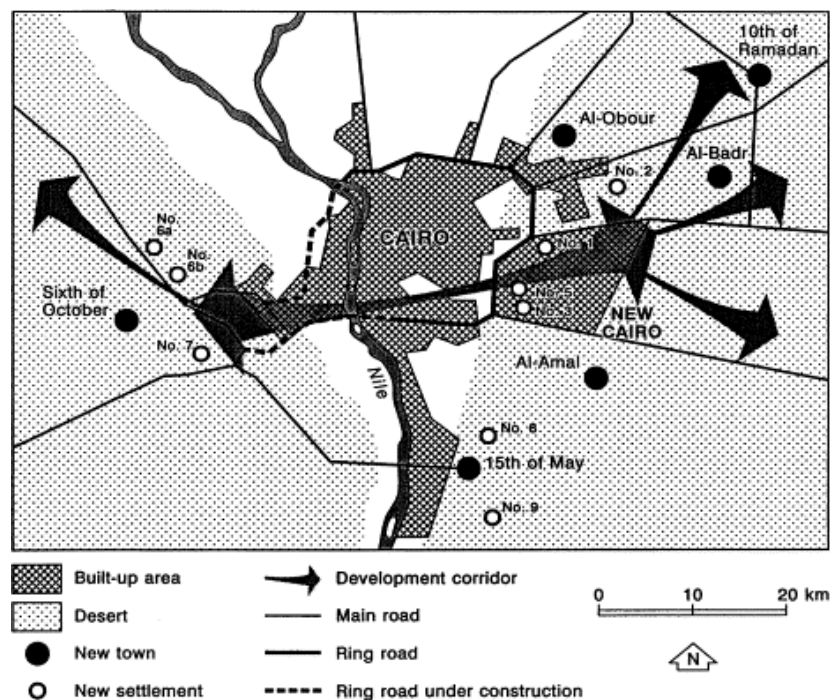 10th of
Ramadan
Al-Obour
Al-Badr
No. 2
No.
6a
CAIRO
No. 1
No.
6b
Sixth of
October
No. 5
No. 3
NEW
CAIRO
No. 7
Al-Amal
Nile
No. 6
15th of May
No. 9
Built-up area
Desert
New town
New settlement
Development corridor
Main road
Ring road
Ring road under construction
0 10 20 km
N